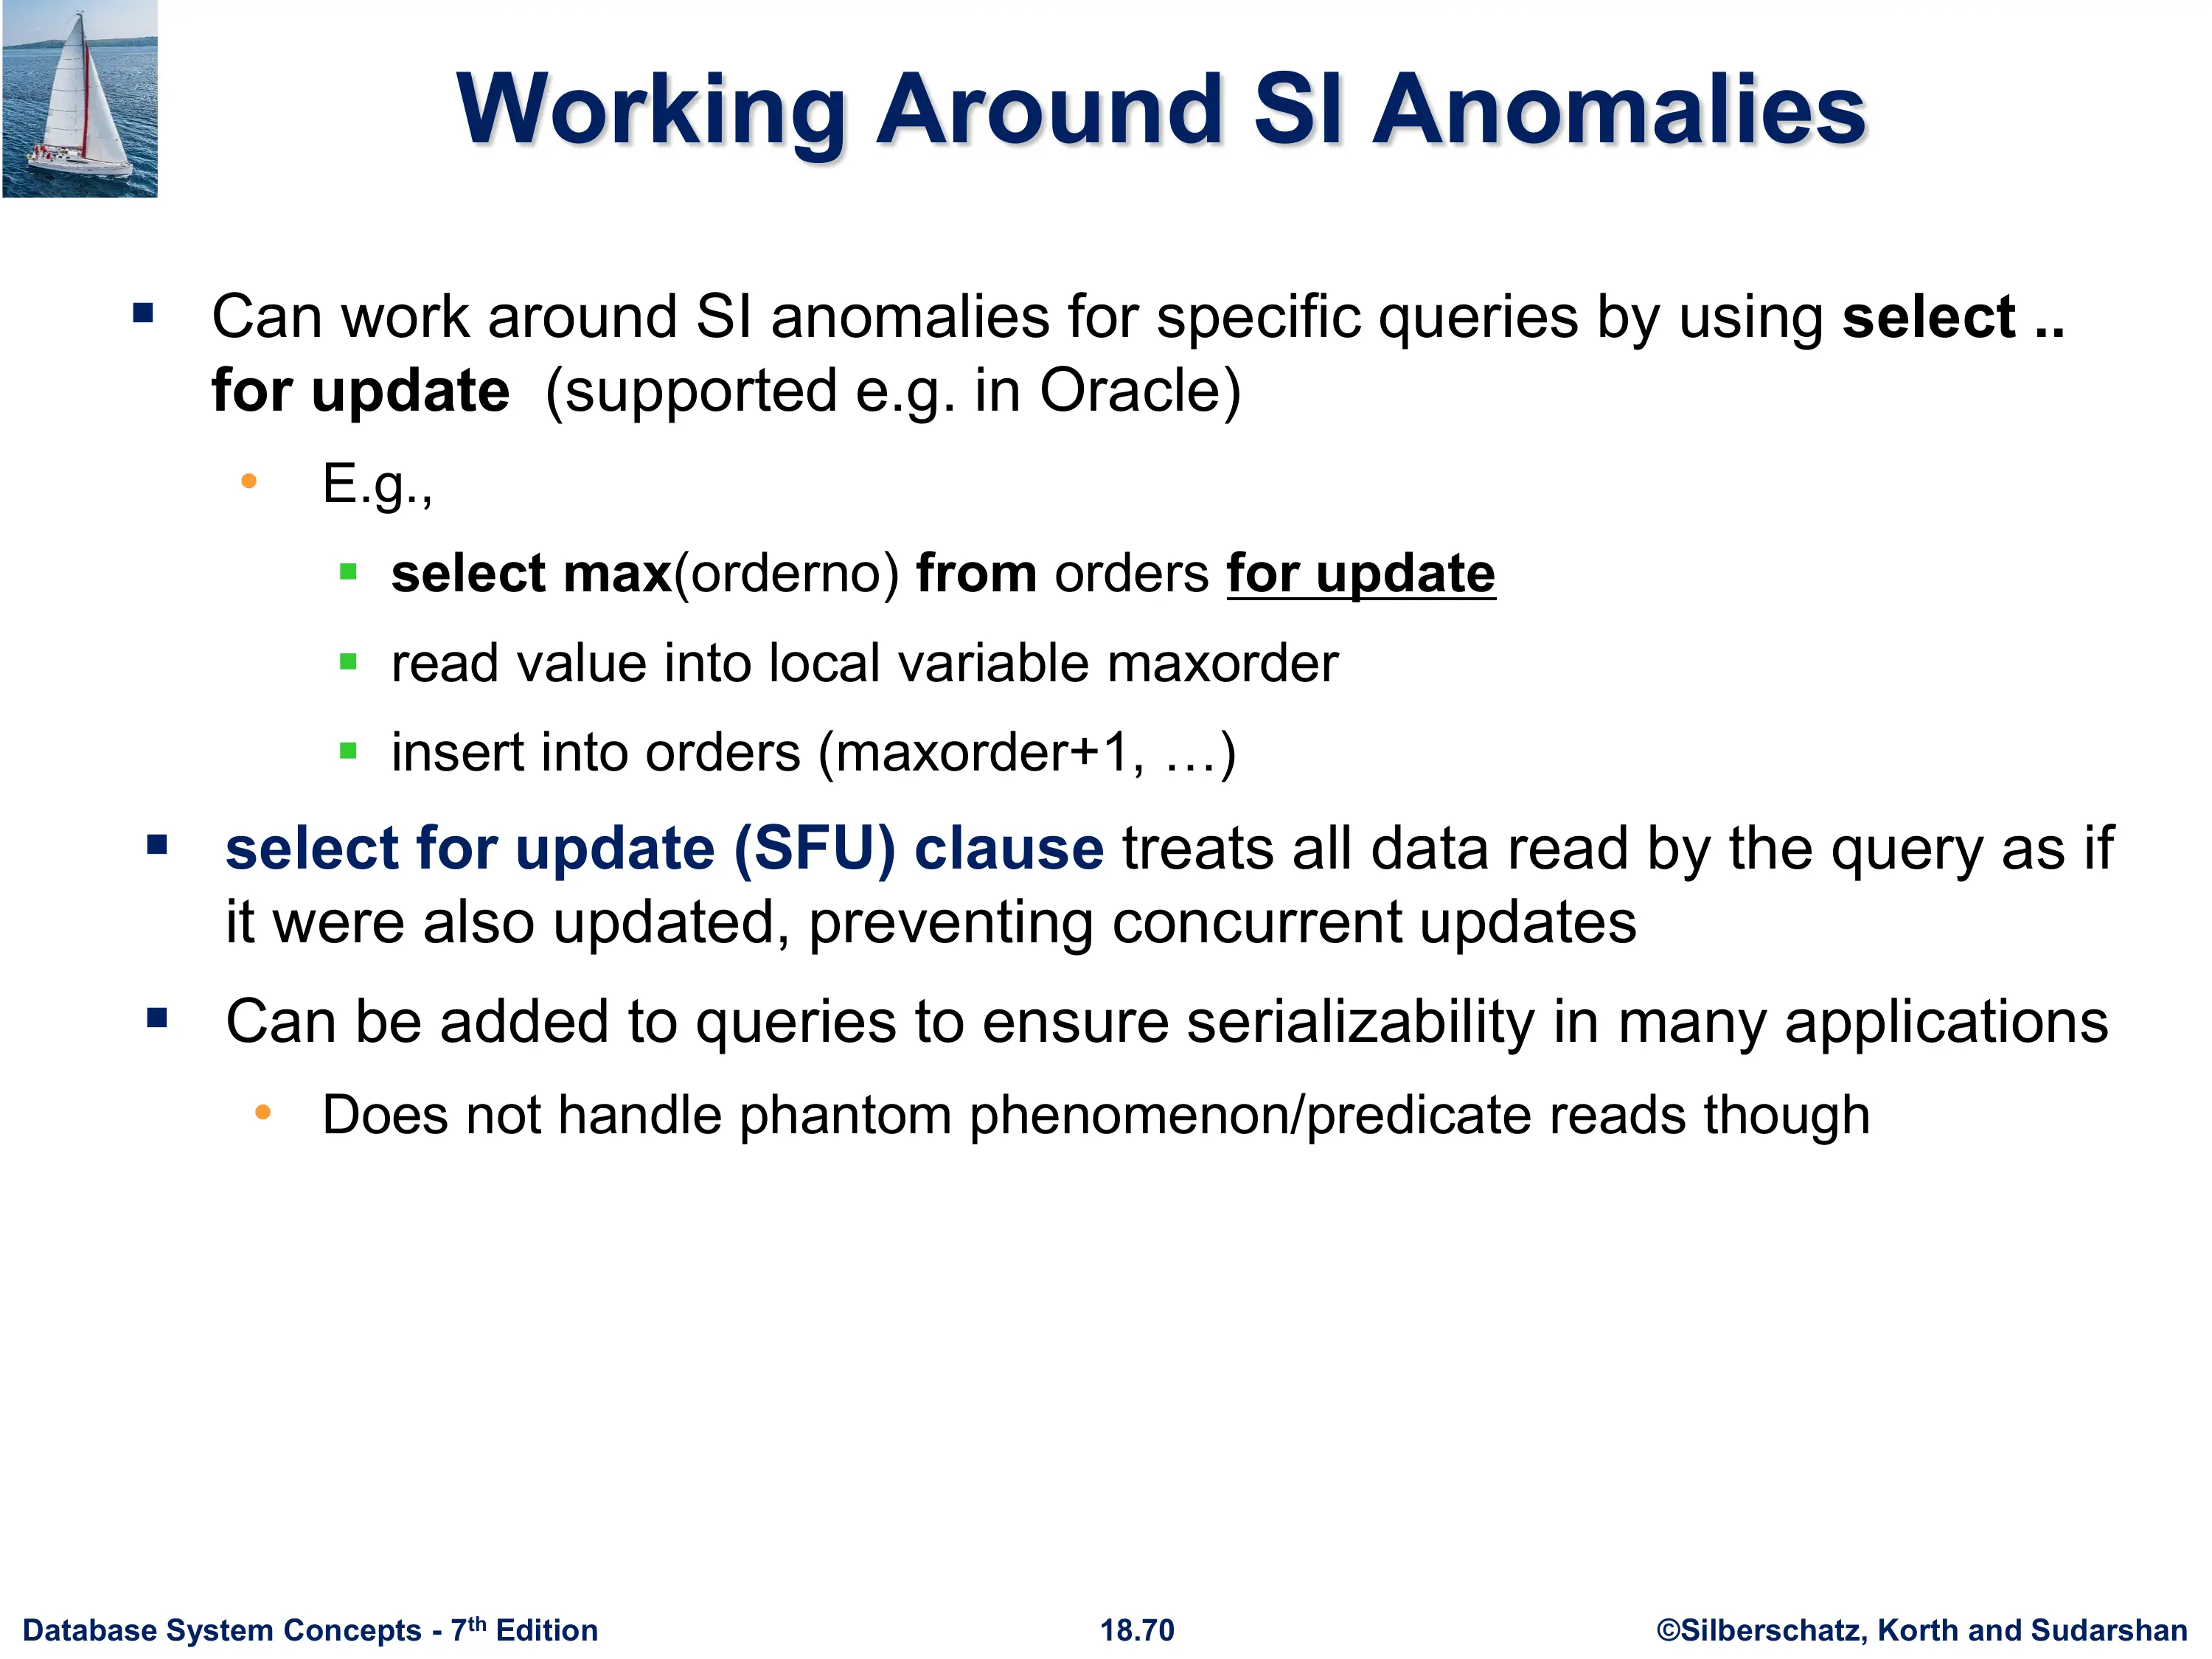 Working Around SI Anomalies
▪ Can work around SI anomalies for specific queries by using select ..
for update (supported e.g. in Oracle)
• E.g.,
▪ select max(orderno) from orders for update
▪ read value into local variable maxorder
▪ insert into orders (maxorder+1, …)
▪ select for update (SFU) clause treats all data read by the query as if
it were also updated, preventing concurrent updates
▪ Can be added to queries to ensure serializability in many applications
• Does not handle phantom phenomenon/predicate reads though
Database System Concepts - 7th Edition 18.70 ©Silberschatz, Korth and Sudarshan